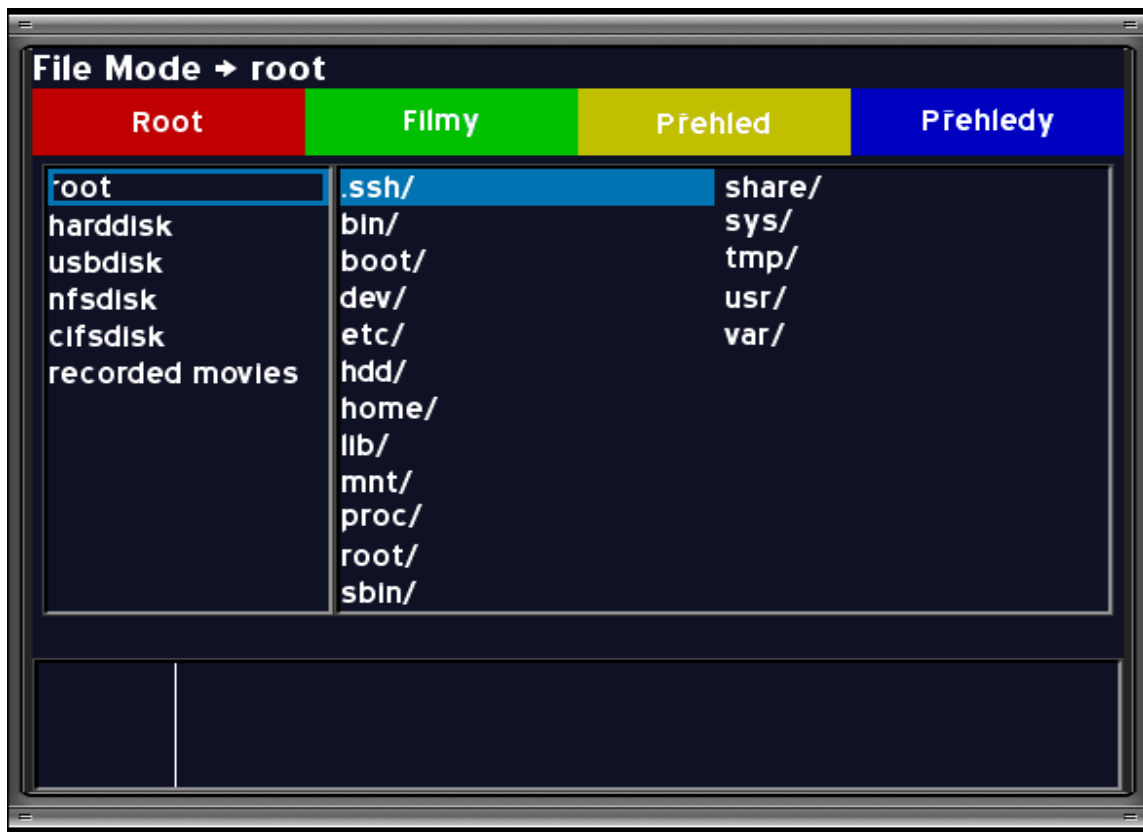 File Mode → root
Root Filmy Přehled Přehledy
root
harddisk
usbdisk
nfsdisk
cifsdisk
recorded movies
.ssh/
bin/
boot/
dev/
etc/
hdd/
home/
lib/
mnt/
proc/
root/
sbin/
share/
sys/
tmp/
usr/
var/